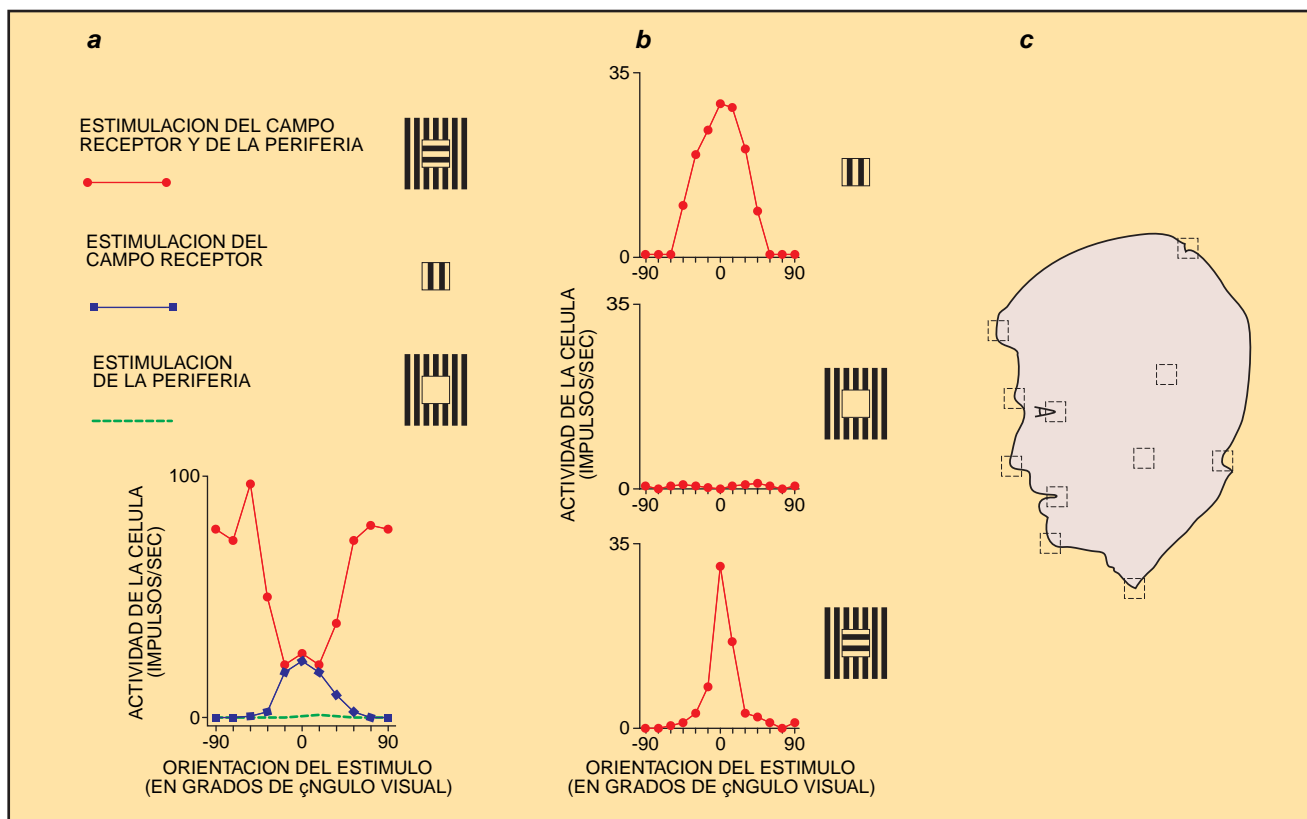 a
ESTIMULACION DEL CAMPO
RECEPTOR Y DE LA PERIFERIA
ESTIMULACION DEL
CAMPO RECEPTOR
ESTIMULACION
DE LA PERIFERIA
100
0
-90 0 90
ACTIVIDAD DE LA CELULA
(IMPULSOS/SEC)
ORIENTACION DEL ESTIMULO
(EN GRADOS DE çNGULO VISUAL)
b
35
0
-90 0 90
35
0
-90 0 90
35
0
-90 0 90
ACTIVIDAD DE LA CELULA
(IMPULSOS/SEC)
ORIENTACION DEL ESTIMULO
(EN GRADOS DE çNGULO VISUAL)
c